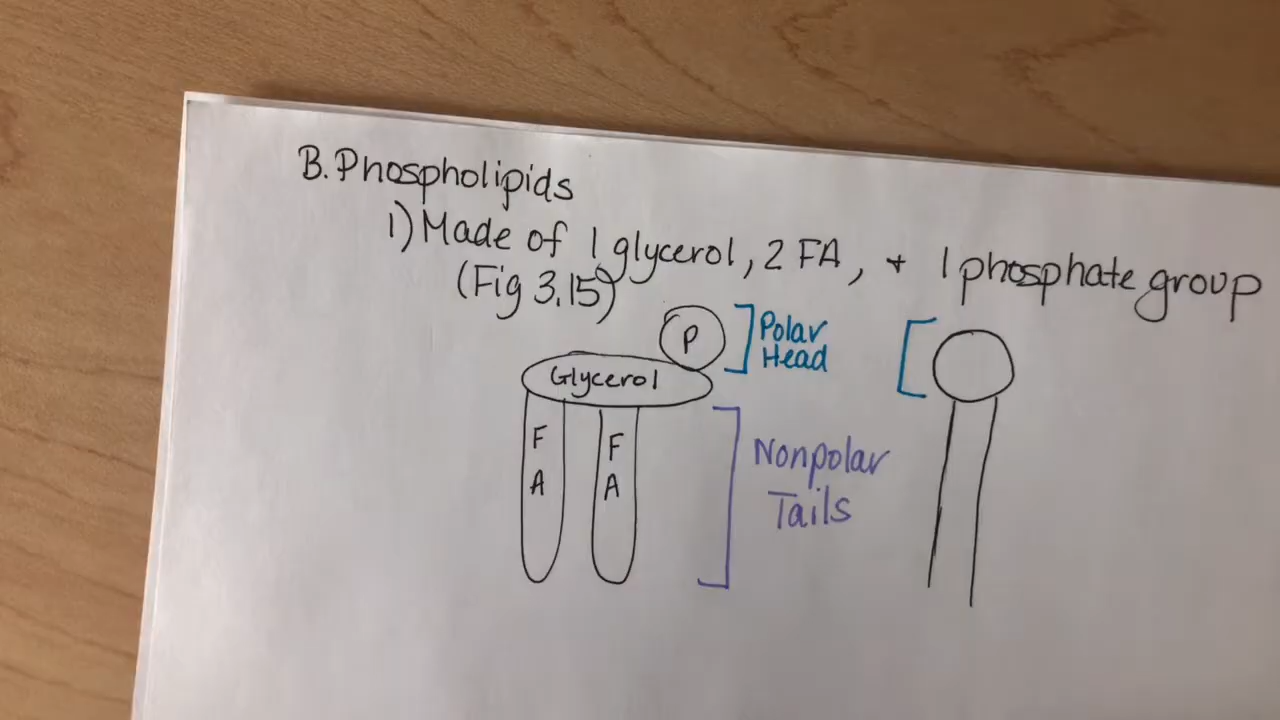 B. Phospholipids
1) Made of 1 glycerol, 2 FA, + 1 phosphate group
(Fig 3.15)
P
Polar
Head
Glycerol
F
A
F
A
Nonpolar
Tails